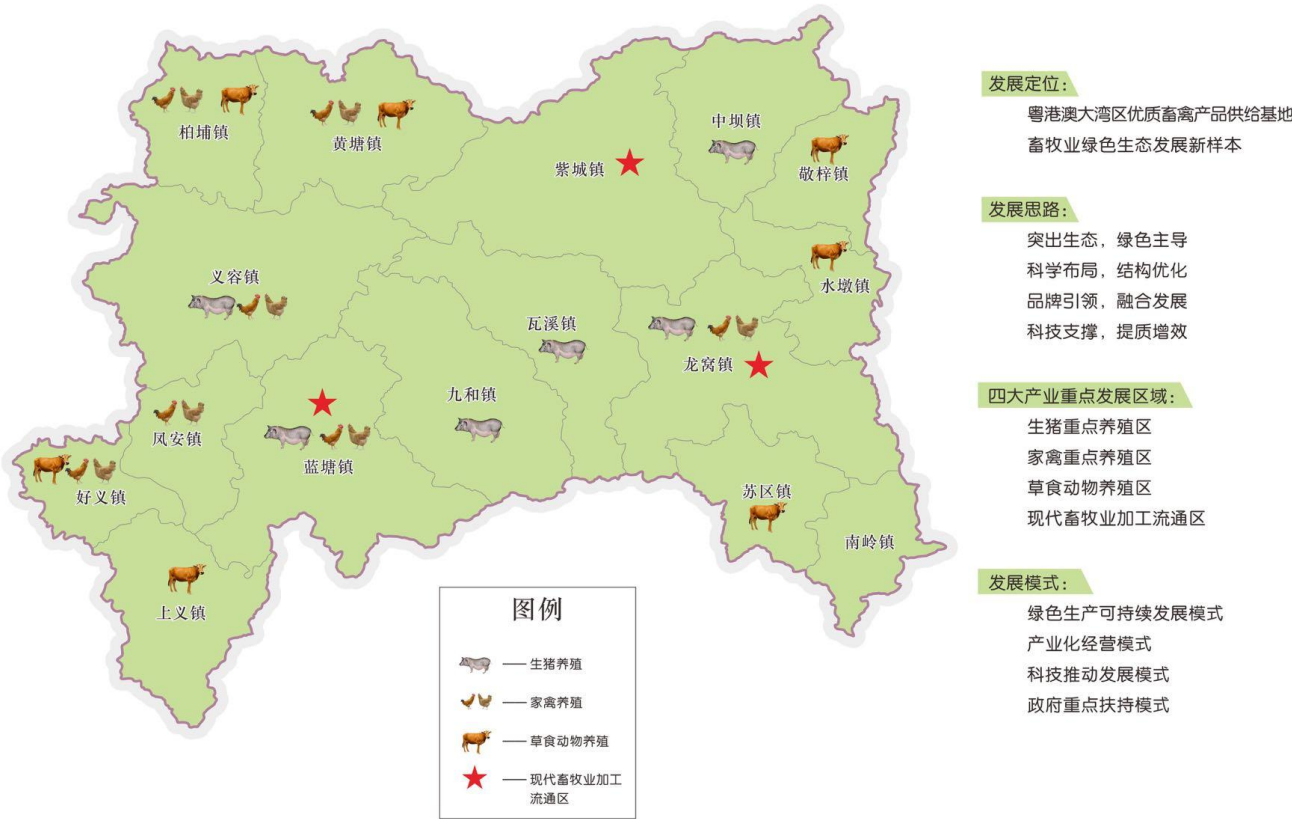 柏埔镇
黄塘镇
紫城镇
中坝镇
敬梓镇
水墩镇
义容镇
瓦溪镇
龙窝镇
九和镇
凤安镇
蓝塘镇
好义镇
苏区镇
南岭镇
上义镇
图例
生猪养殖
家禽养殖
草食动物养殖
现代畜牧业加工
流通区
发展定位：
粤港澳大湾区优质畜禽产品供给基地
畜牧业绿色生态发展新样本
发展思路：
突出生态，绿色主导
科学布局，结构优化
品牌引领，融合发展
科技支撑，提质增效
四大产业重点发展区域：
生猪重点养殖区
家禽重点养殖区
草食动物养殖区
现代畜牧业加工流通区
发展模式：
绿色生产可持续发展模式
产业化经营模式
科技推动发展模式
政府重点扶持模式